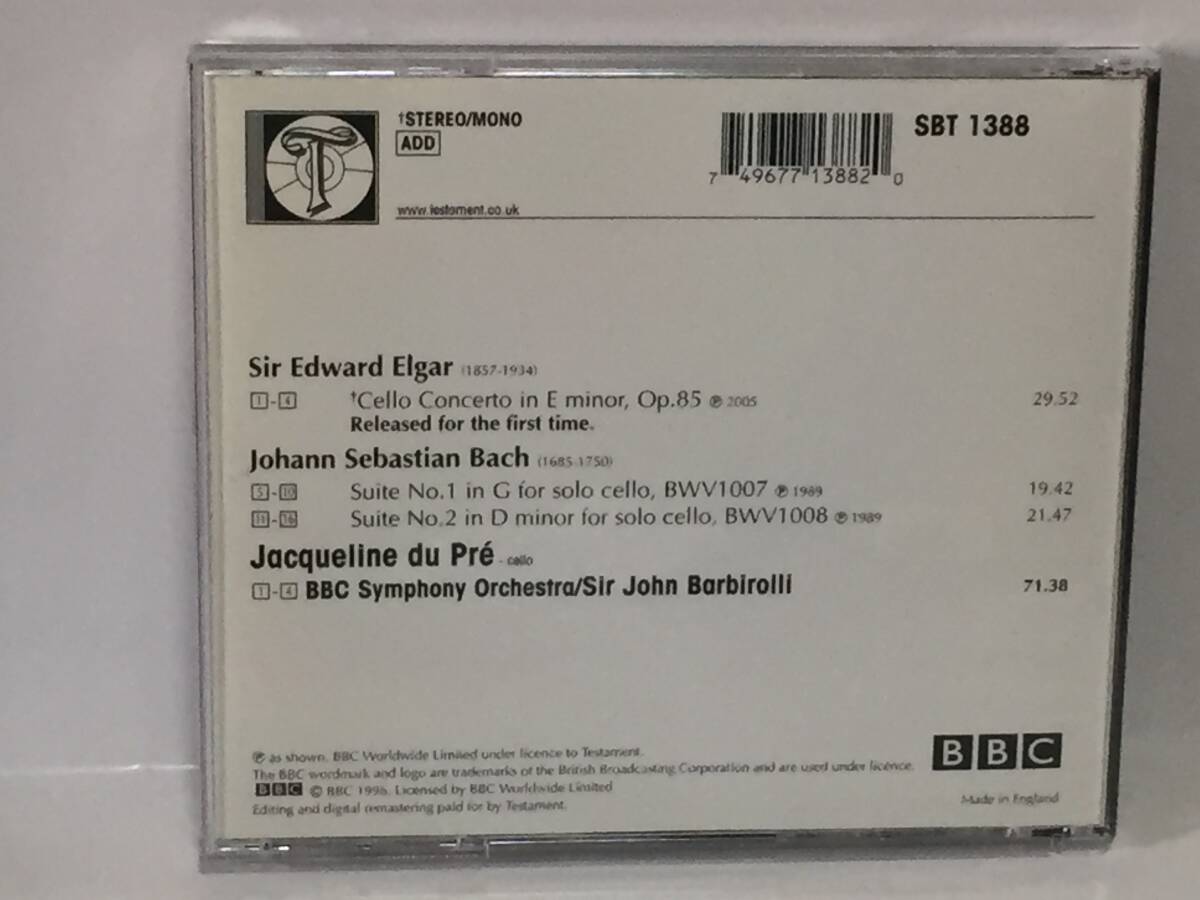 T
†STEREO/MONO
ADD
www.testament.co.uk
7 49677 13882 0
SBT 1388
Sir Edward Elgar (1857-1934)
1-4 †Cello Concerto in E minor, Op.85 ℗ 2005 29.52
Released for the first time.
Johann Sebastian Bach (1685-1750)
5-10 Suite No.1 in G for solo cello, BWV1007 ℗ 1989 19.42
11-16 Suite No.2 in D minor for solo cello, BWV1008 ℗ 1989 21.47
Jacqueline du Pré - cello
1-4 BBC Symphony Orchestra/Sir John Barbirolli 71.38
℗ as shown. BBC Worldwide Limited under licence to Testament.
The BBC wordmark and logo are trademarks of the British Broadcasting Corporation and are used under licence.
BBC © BBC 1996. Licensed by BBC Worldwide Limited
Editing and digital remastering paid for by Testament.
BBC
Made in England